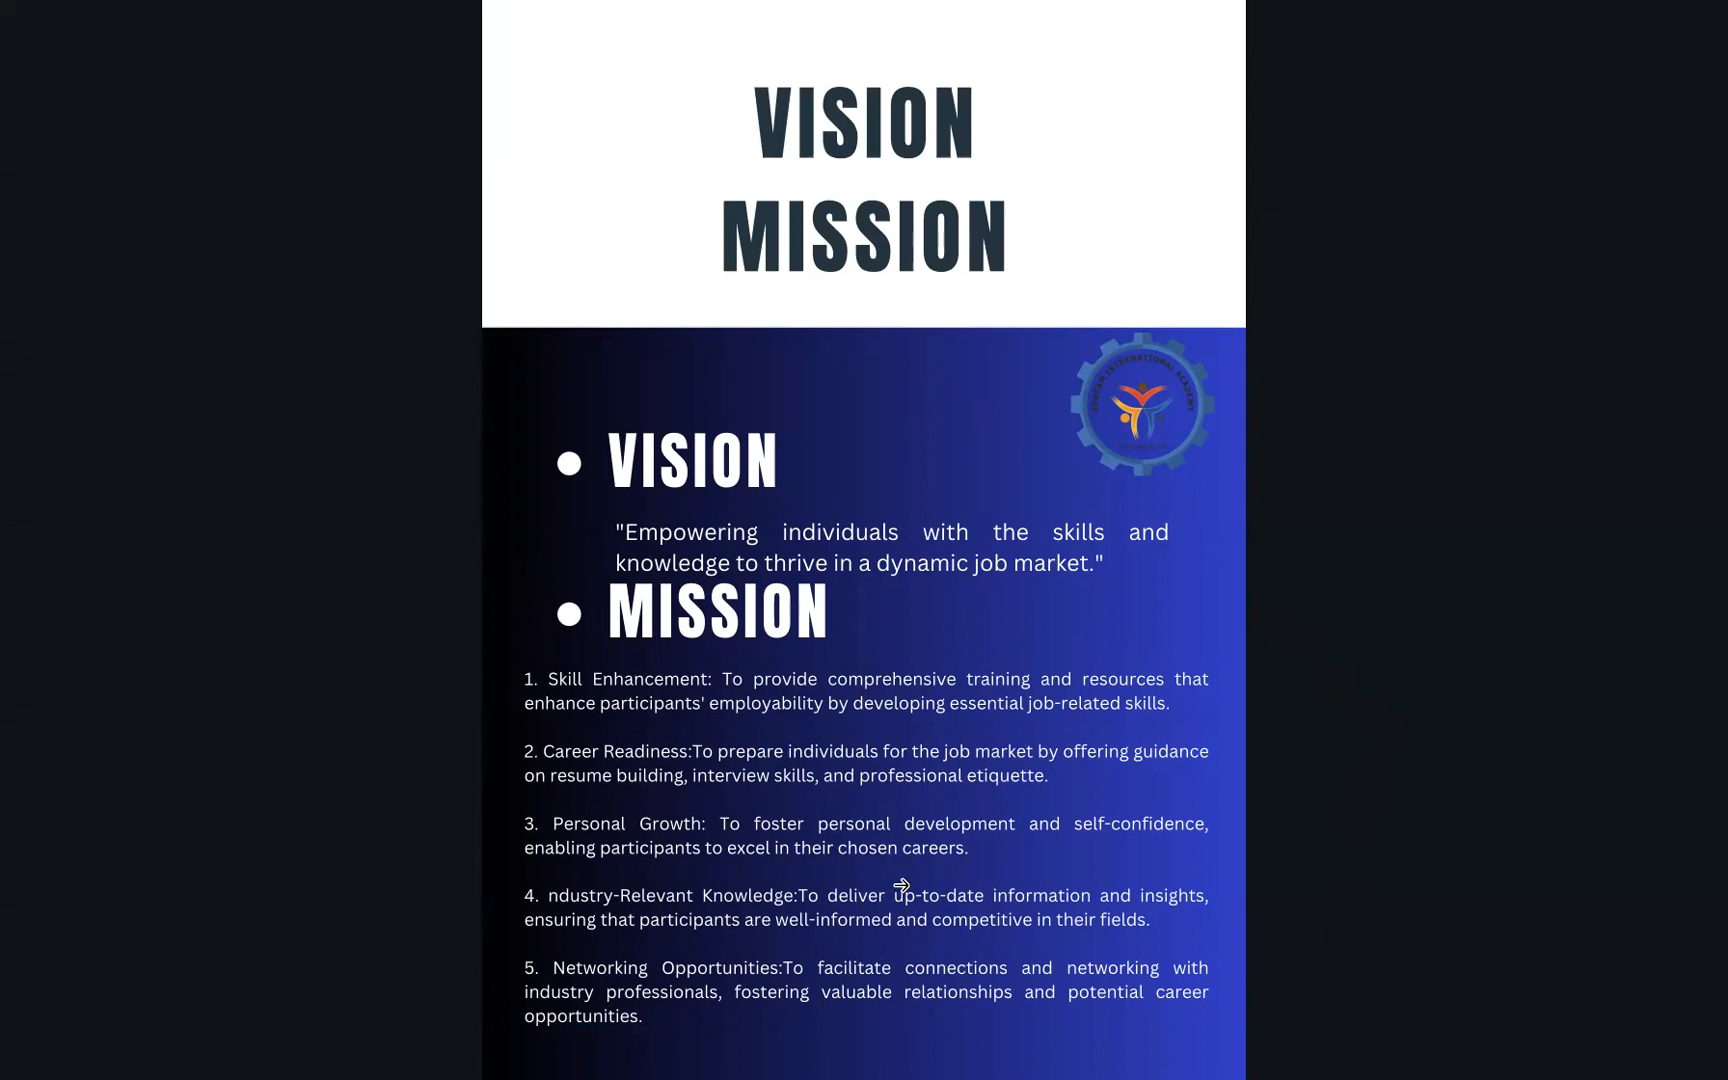 VISION
MISSION
INTERNATIONAL ACADEMY
• VISION
"Empowering individuals with the skills and
knowledge to thrive in a dynamic job market."
• MISSION
1. Skill Enhancement: To provide comprehensive training and resources that
enhance participants' employability by developing essential job-related skills.
2. Career Readiness:To prepare individuals for the job market by offering guidance
on resume building, interview skills, and professional etiquette.
3. Personal Growth: To foster personal development and self-confidence,
enabling participants to excel in their chosen careers.
4. ndustry-Relevant Knowledge:To deliver up-to-date information and insights,
ensuring that participants are well-informed and competitive in their fields.
5. Networking Opportunities:To facilitate connections and networking with
industry professionals, fostering valuable relationships and potential career
opportunities.